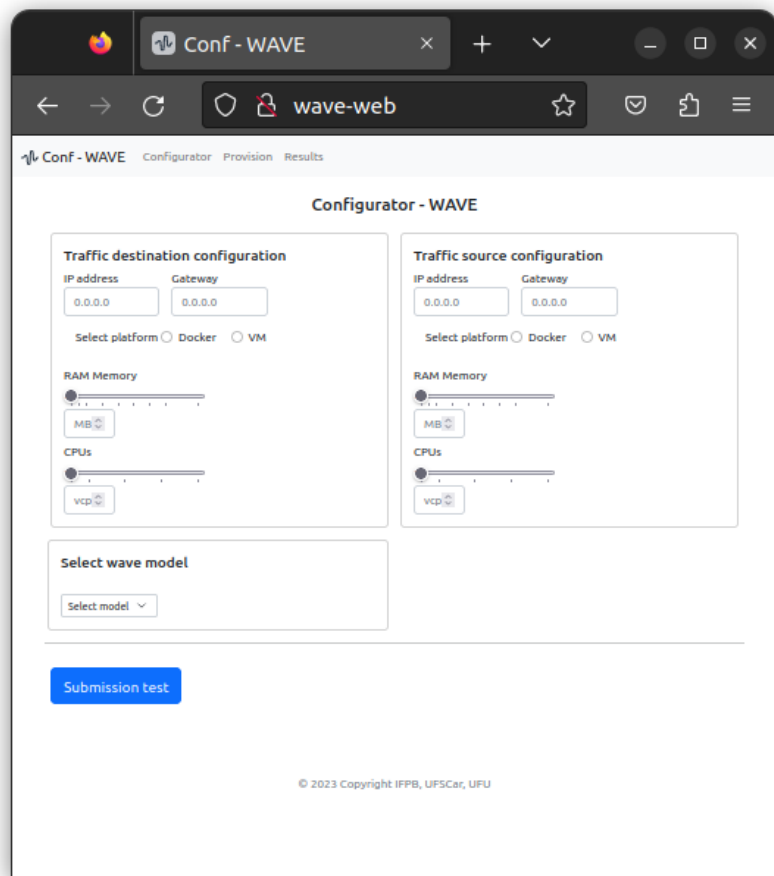 Conf - WAVE
wave-web
Conf - WAVE Configurator Provision Results
Configurator - WAVE
Traffic destination configuration
IP address Gateway
0.0.0.0 0.0.0.0
Select platform Docker VM
RAM Memory
MB
CPUs
vcp
Traffic source configuration
IP address Gateway
0.0.0.0 0.0.0.0
Select platform Docker VM
RAM Memory
MB
CPUs
vcp
Select wave model
Select model
Submission test
© 2023 Copyright IFPB, UFSCar, UFU